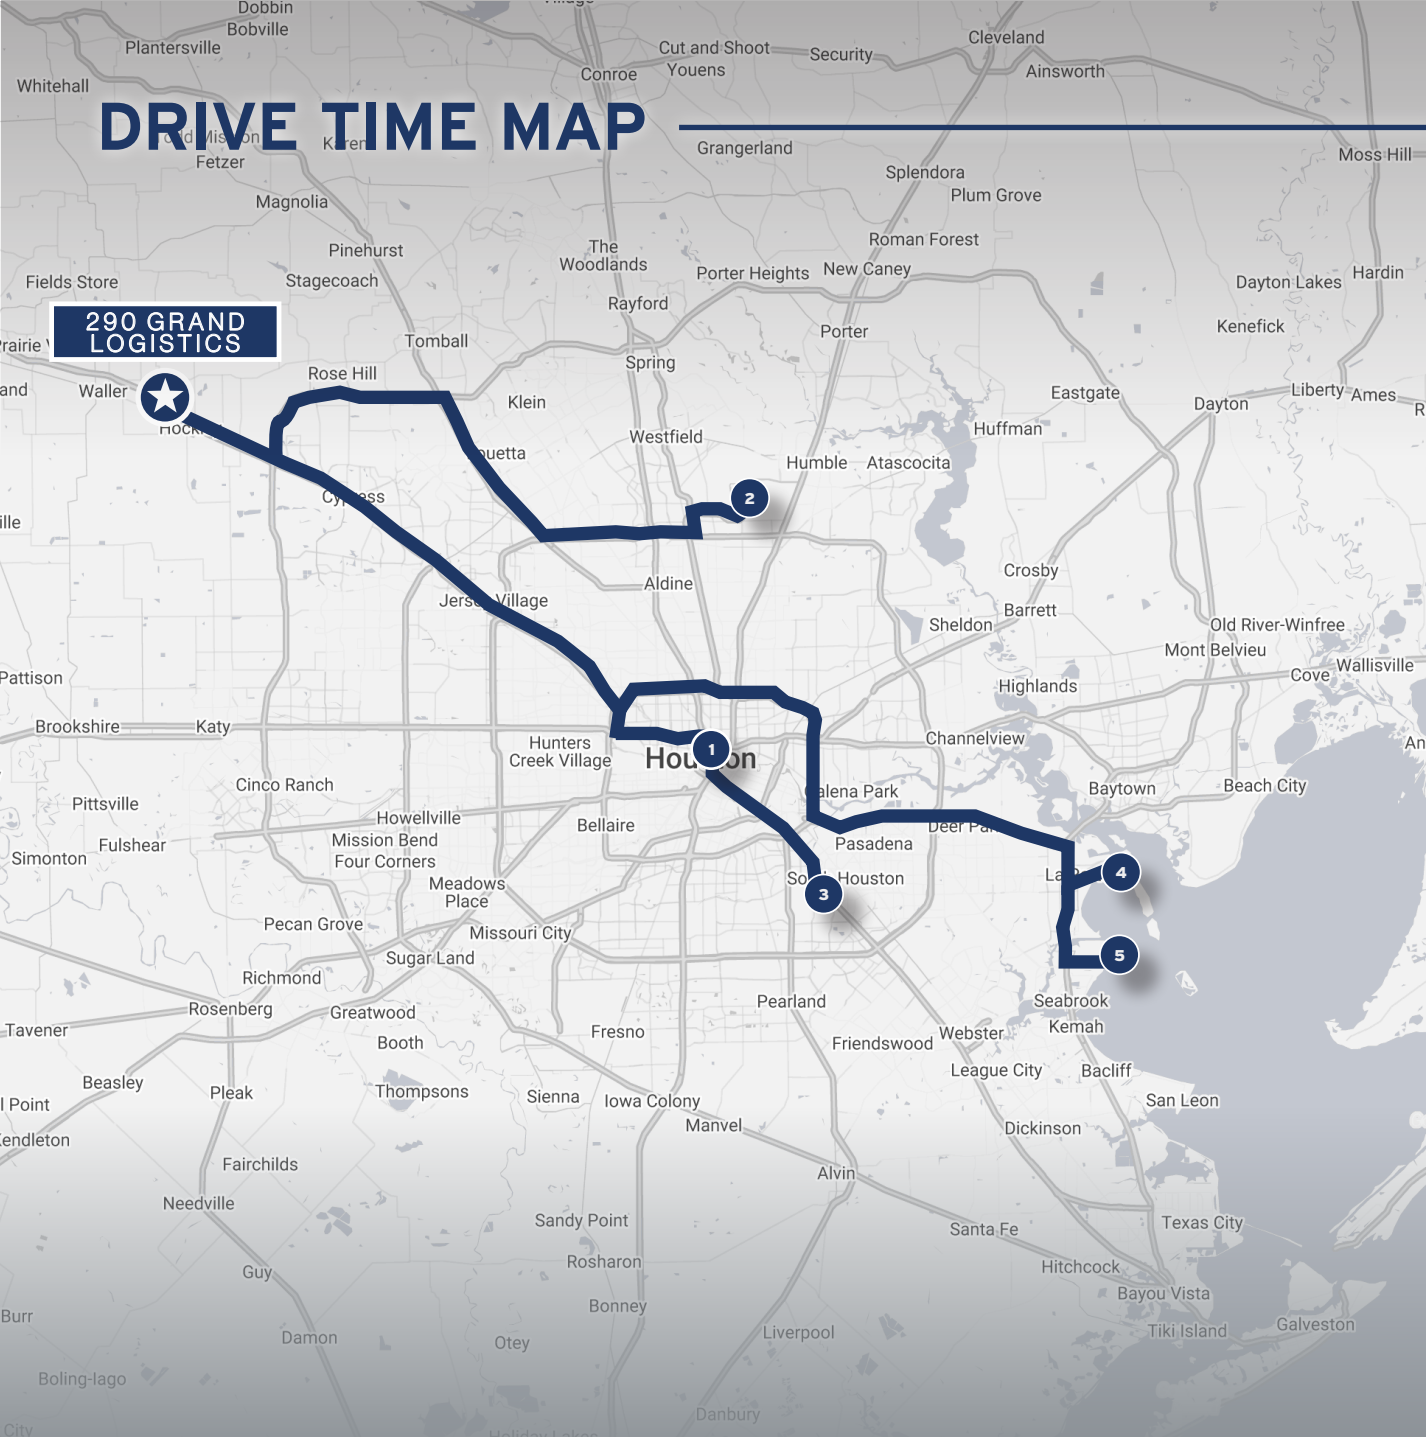 Dobbin
Bobville
Plantersville
Whitehall
Cut and Shoot
Youens
Conroe
Security
Cleveland
Ainsworth
DRIVE TIME MAP
Fetzer
Karen
Grangerland
Moss Hill
Splendora
Plum Grove
Magnolia
Roman Forest
Pinehurst
The
Woodlands
Porter Heights
New Caney
Hardin
Dayton Lakes
Fields Store
Stagecoach
Rayford
290 GRAND
LOGISTICS
Porter
Kenefick
Tomball
Spring
Rose Hill
Waller
Klein
Eastgate
Dayton
Liberty
Ames
Huffman
Westfield
Humble
Atascocita
2
Aldine
Crosby
Barrett
Sheldon
Old River-Winfree
Mont Belvieu
Wallisville
Cove
Pattison
Highlands
Brookshire
Katy
Hunters
Creek Village
1
Channelview
Cinco Ranch
Baytown
Beach City
Pittsville
Howellville
Bellaire
Mission Bend
Fulshear
Simonton
Four Corners
Pasadena
Meadows
Place
3
4
Pecan Grove
Missouri City
Sugar Land
5
Richmond
Rosenberg
Greatwood
Pearland
Seabrook
Kemah
Tavener
Booth
Fresno
Friendswood
Webster
League City
Bacliff
Beasley
Pleak
Thompsons
Sienna
Iowa Colony
San Leon
Manvel
Dickinson
Fairchilds
Alvin
Needville
Sandy Point
Santa Fe
Texas City
Rosharon
Hitchcock
Guy
Bayou Vista
Bonney
Burr
Damon
Otey
Liverpool
Tiki Island
Galveston
Boling-Iago
Danbury
City
Holiday Lakes